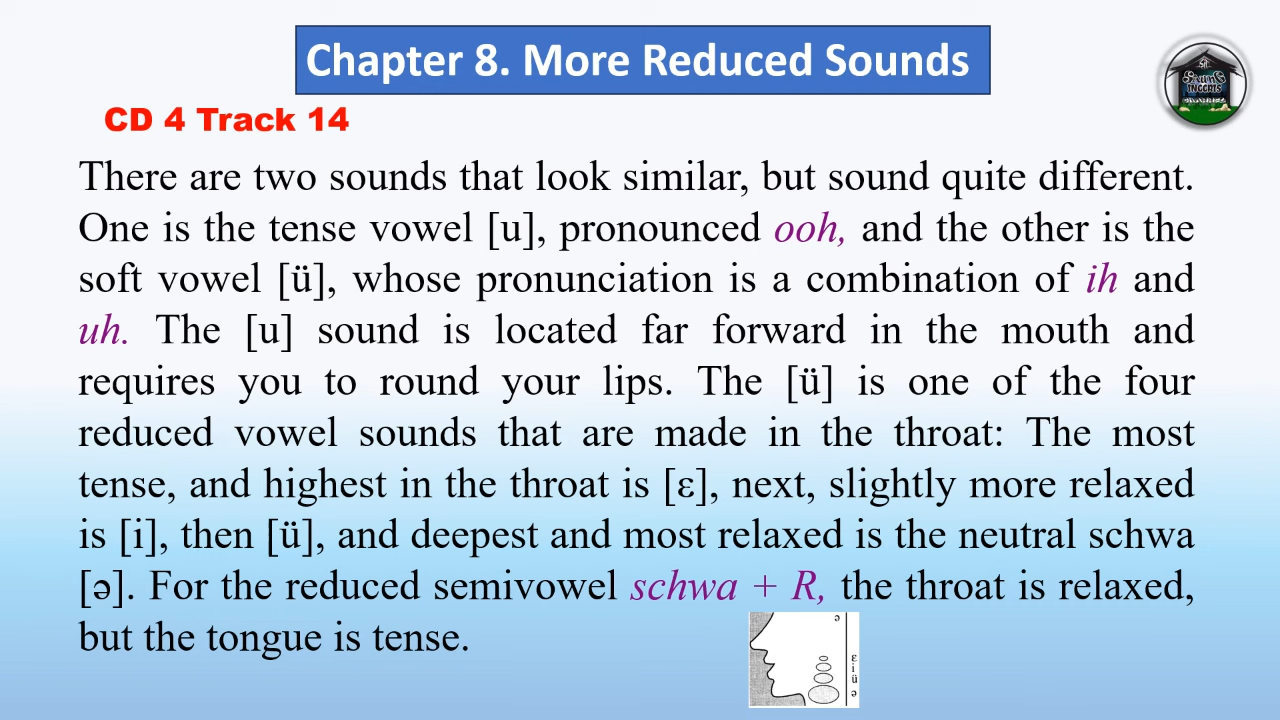 Chapter 8. More Reduced Sounds
CD 4 Track 14
There are two sounds that look similar, but sound quite different.
One is the tense vowel [u], pronounced ooh, and the other is the
soft vowel [ü], whose pronunciation is a combination of ih and
uh. The [u] sound is located far forward in the mouth and
requires you to round your lips. The [ü] is one of the four
reduced vowel sounds that are made in the throat: The most
tense, and highest in the throat is [ε], next, slightly more relaxed
is [i], then [ü], and deepest and most relaxed is the neutral schwa
[ə]. For the reduced semivowel schwa + R, the throat is relaxed,
but the tongue is tense.
ə
ε
i
ü
ə